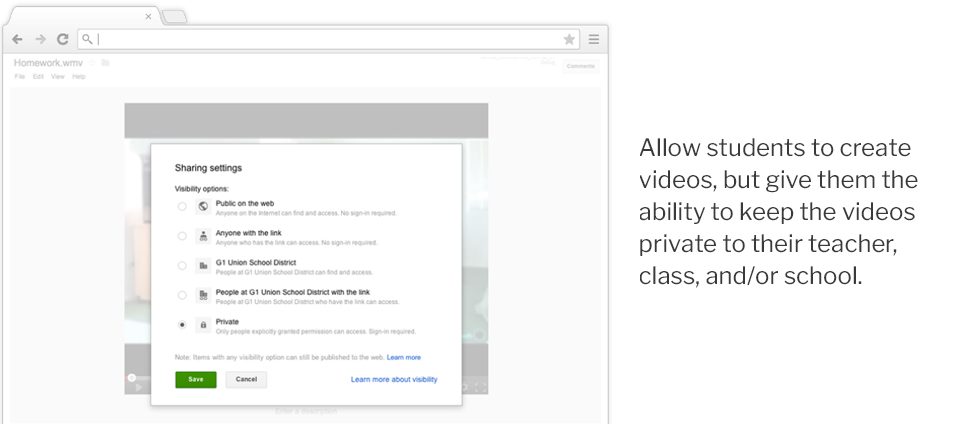 Homework.wmv
File Edit View Help
Comments
Sharing settings
Visibility options:
Public on the web
Anyone on the Internet can find and access. No sign-in required.
Anyone with the link
Anyone who has the link can access. No sign-in required.
G1 Union School District
People at G1 Union School District can find and access.
People at G1 Union School District with the link
People at G1 Union School District who have the link can access.
Private
Only people explicitly granted permission can access. Sign-in required.
Note: Items with any visibility option can still be published to the web. Learn more
Save Cancel Learn more about visibility
Enter a description
Allow students to create
videos, but give them the
ability to keep the videos
private to their teacher,
class, and/or school.